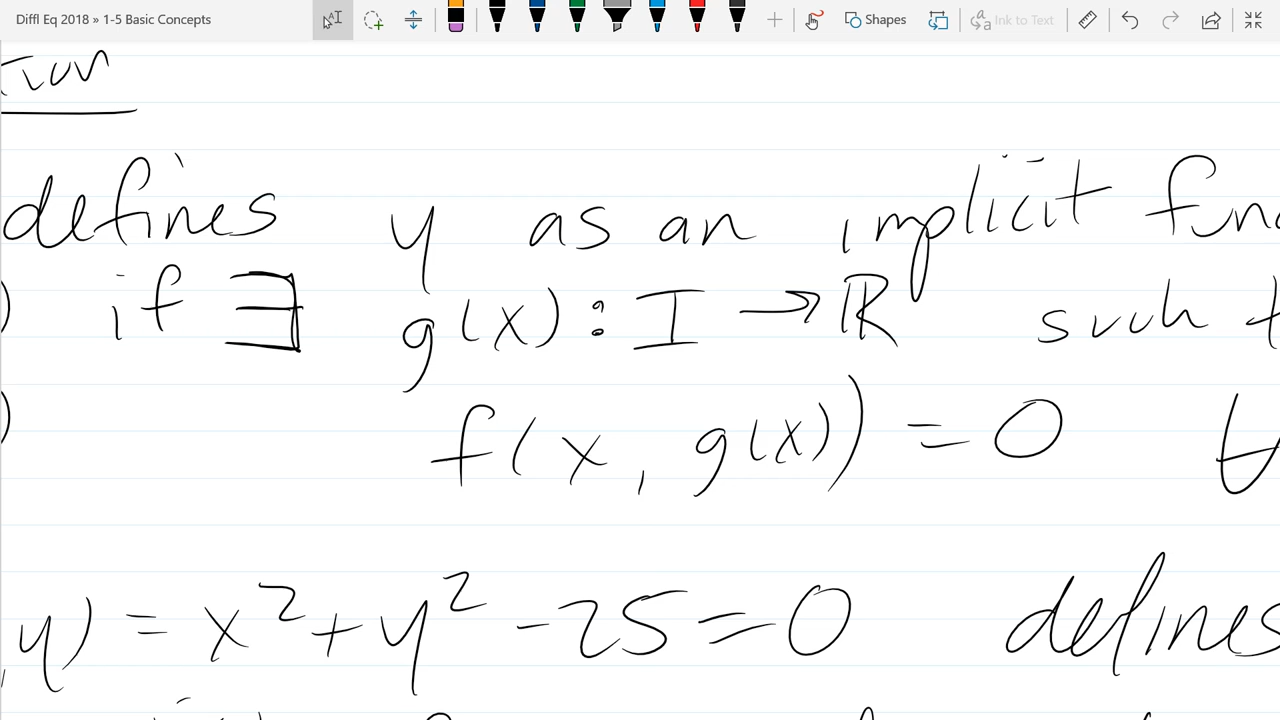 Diffl Eq 2018 » 1-5 Basic Concepts
Shapes
Ink to Text
tion
defines y as an implicit func
) if ∃ g(x) : I → ℝ such t
) f(x, g(x)) = 0 ∀
y) = x² + y² - 25 = 0 defines